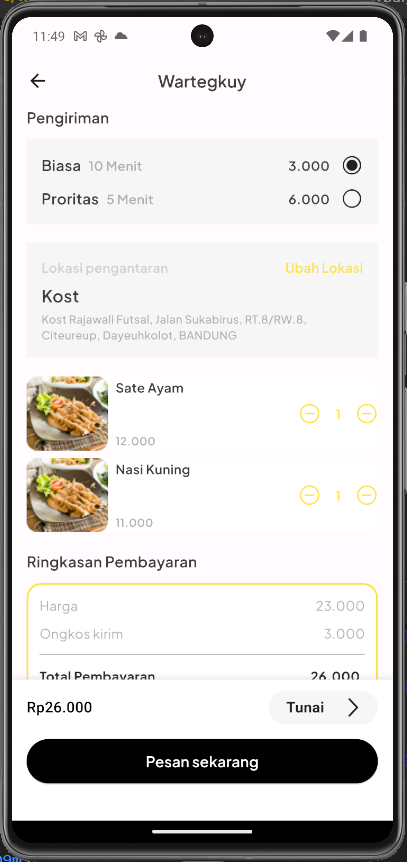 11:49
Wartegkuy
Pengiriman
Biasa 10 Menit 3.000
Proritas 5 Menit 6.000
Lokasi pengantaran Ubah Lokasi
Kost
Kost Rajawali Futsal, Jalan Sukabirus, RT.8/RW.8,
Citeureup, Dayeuhkolot, BANDUNG
Sate Ayam
1
12.000
Nasi Kuning
1
11.000
Ringkasan Pembayaran
Harga 23.000
Ongkos kirim 3.000
Total Pembayaran 26.000
Rp26.000 Tunai
Pesan sekarang